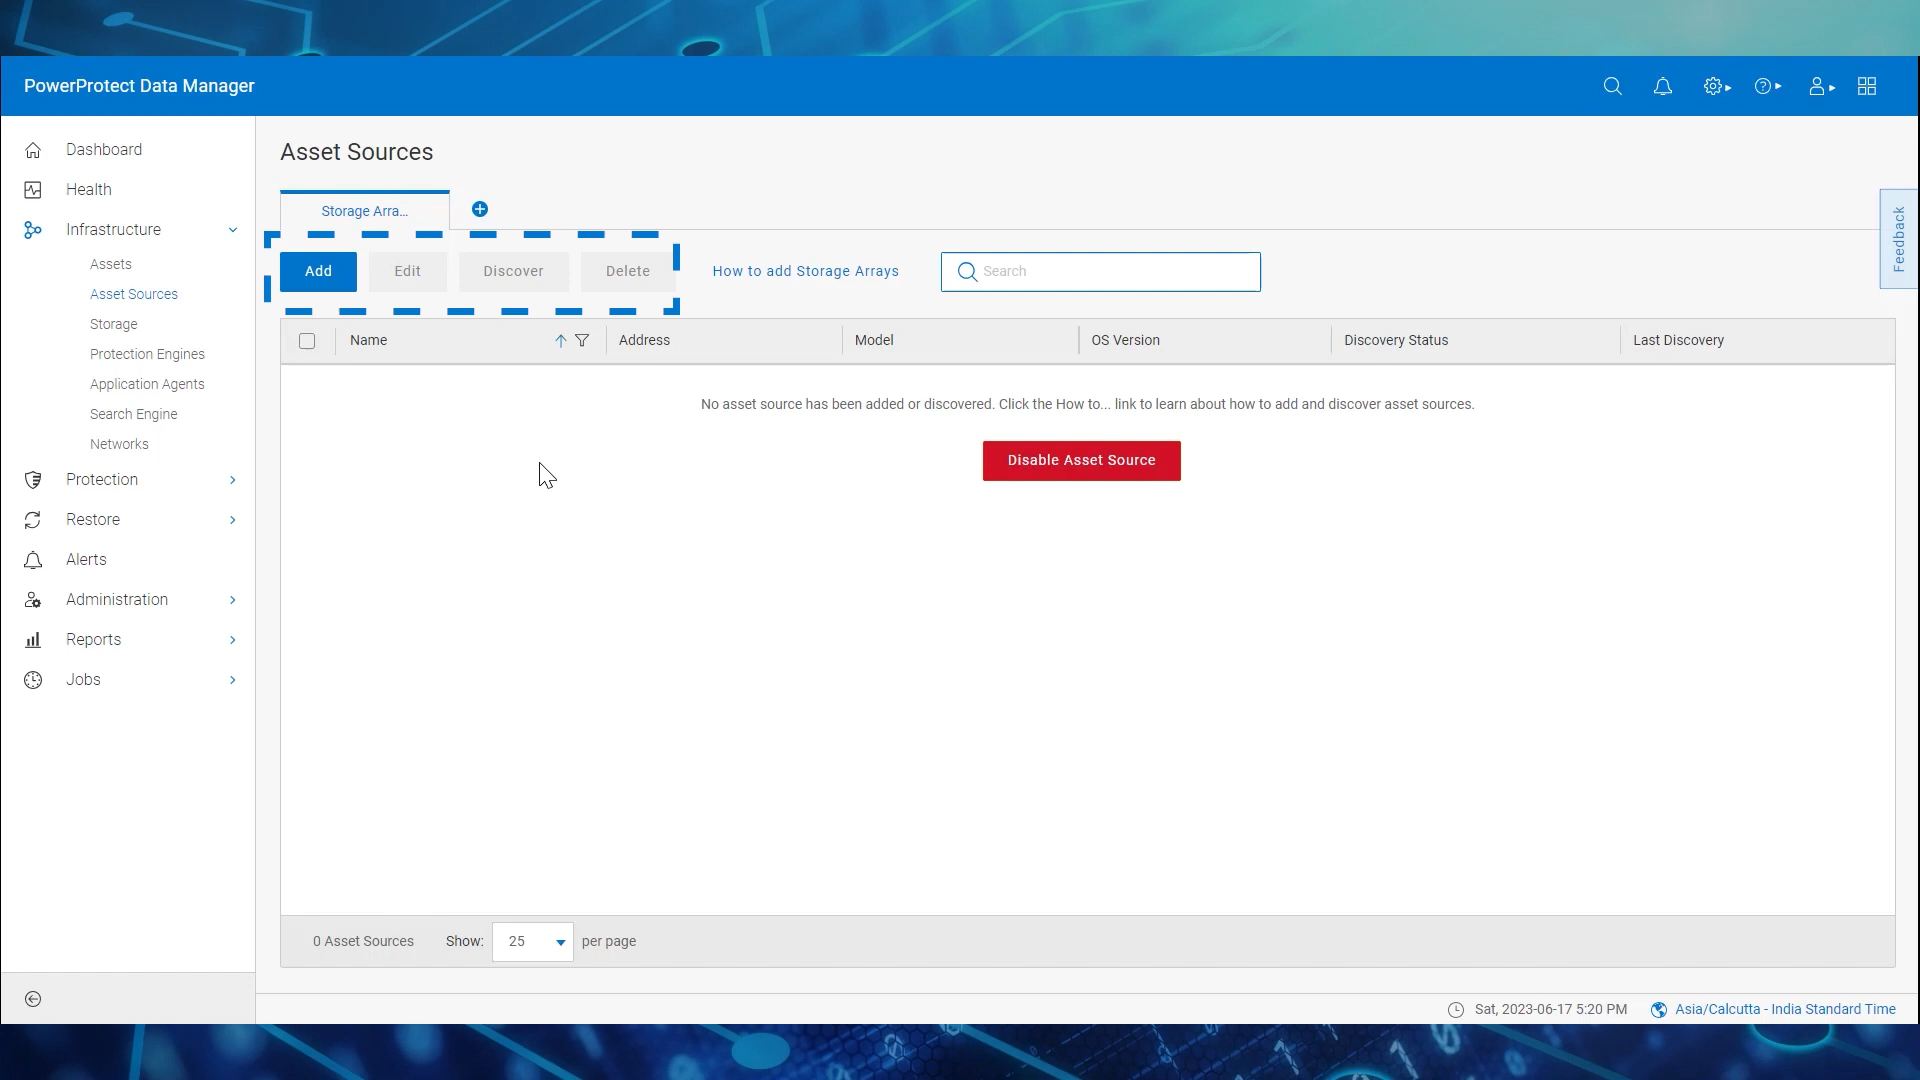 PowerProtect Data Manager
Dashboard
Health
Infrastructure
Assets
Asset Sources
Storage
Protection Engines
Application Agents
Search Engine
Networks
Protection
Restore
Alerts
Administration
Reports
Jobs
Asset Sources
Storage Arra...
Add Edit Discover Delete How to add Storage Arrays Search
Feedback
Name Address Model OS Version Discovery Status Last Discovery
No asset source has been added or discovered. Click the How to... link to learn about how to add and discover asset sources.
Disable Asset Source
0 Asset Sources Show: 25 per page
Sat, 2023-06-17 5:20 PM Asia/Calcutta - India Standard Time